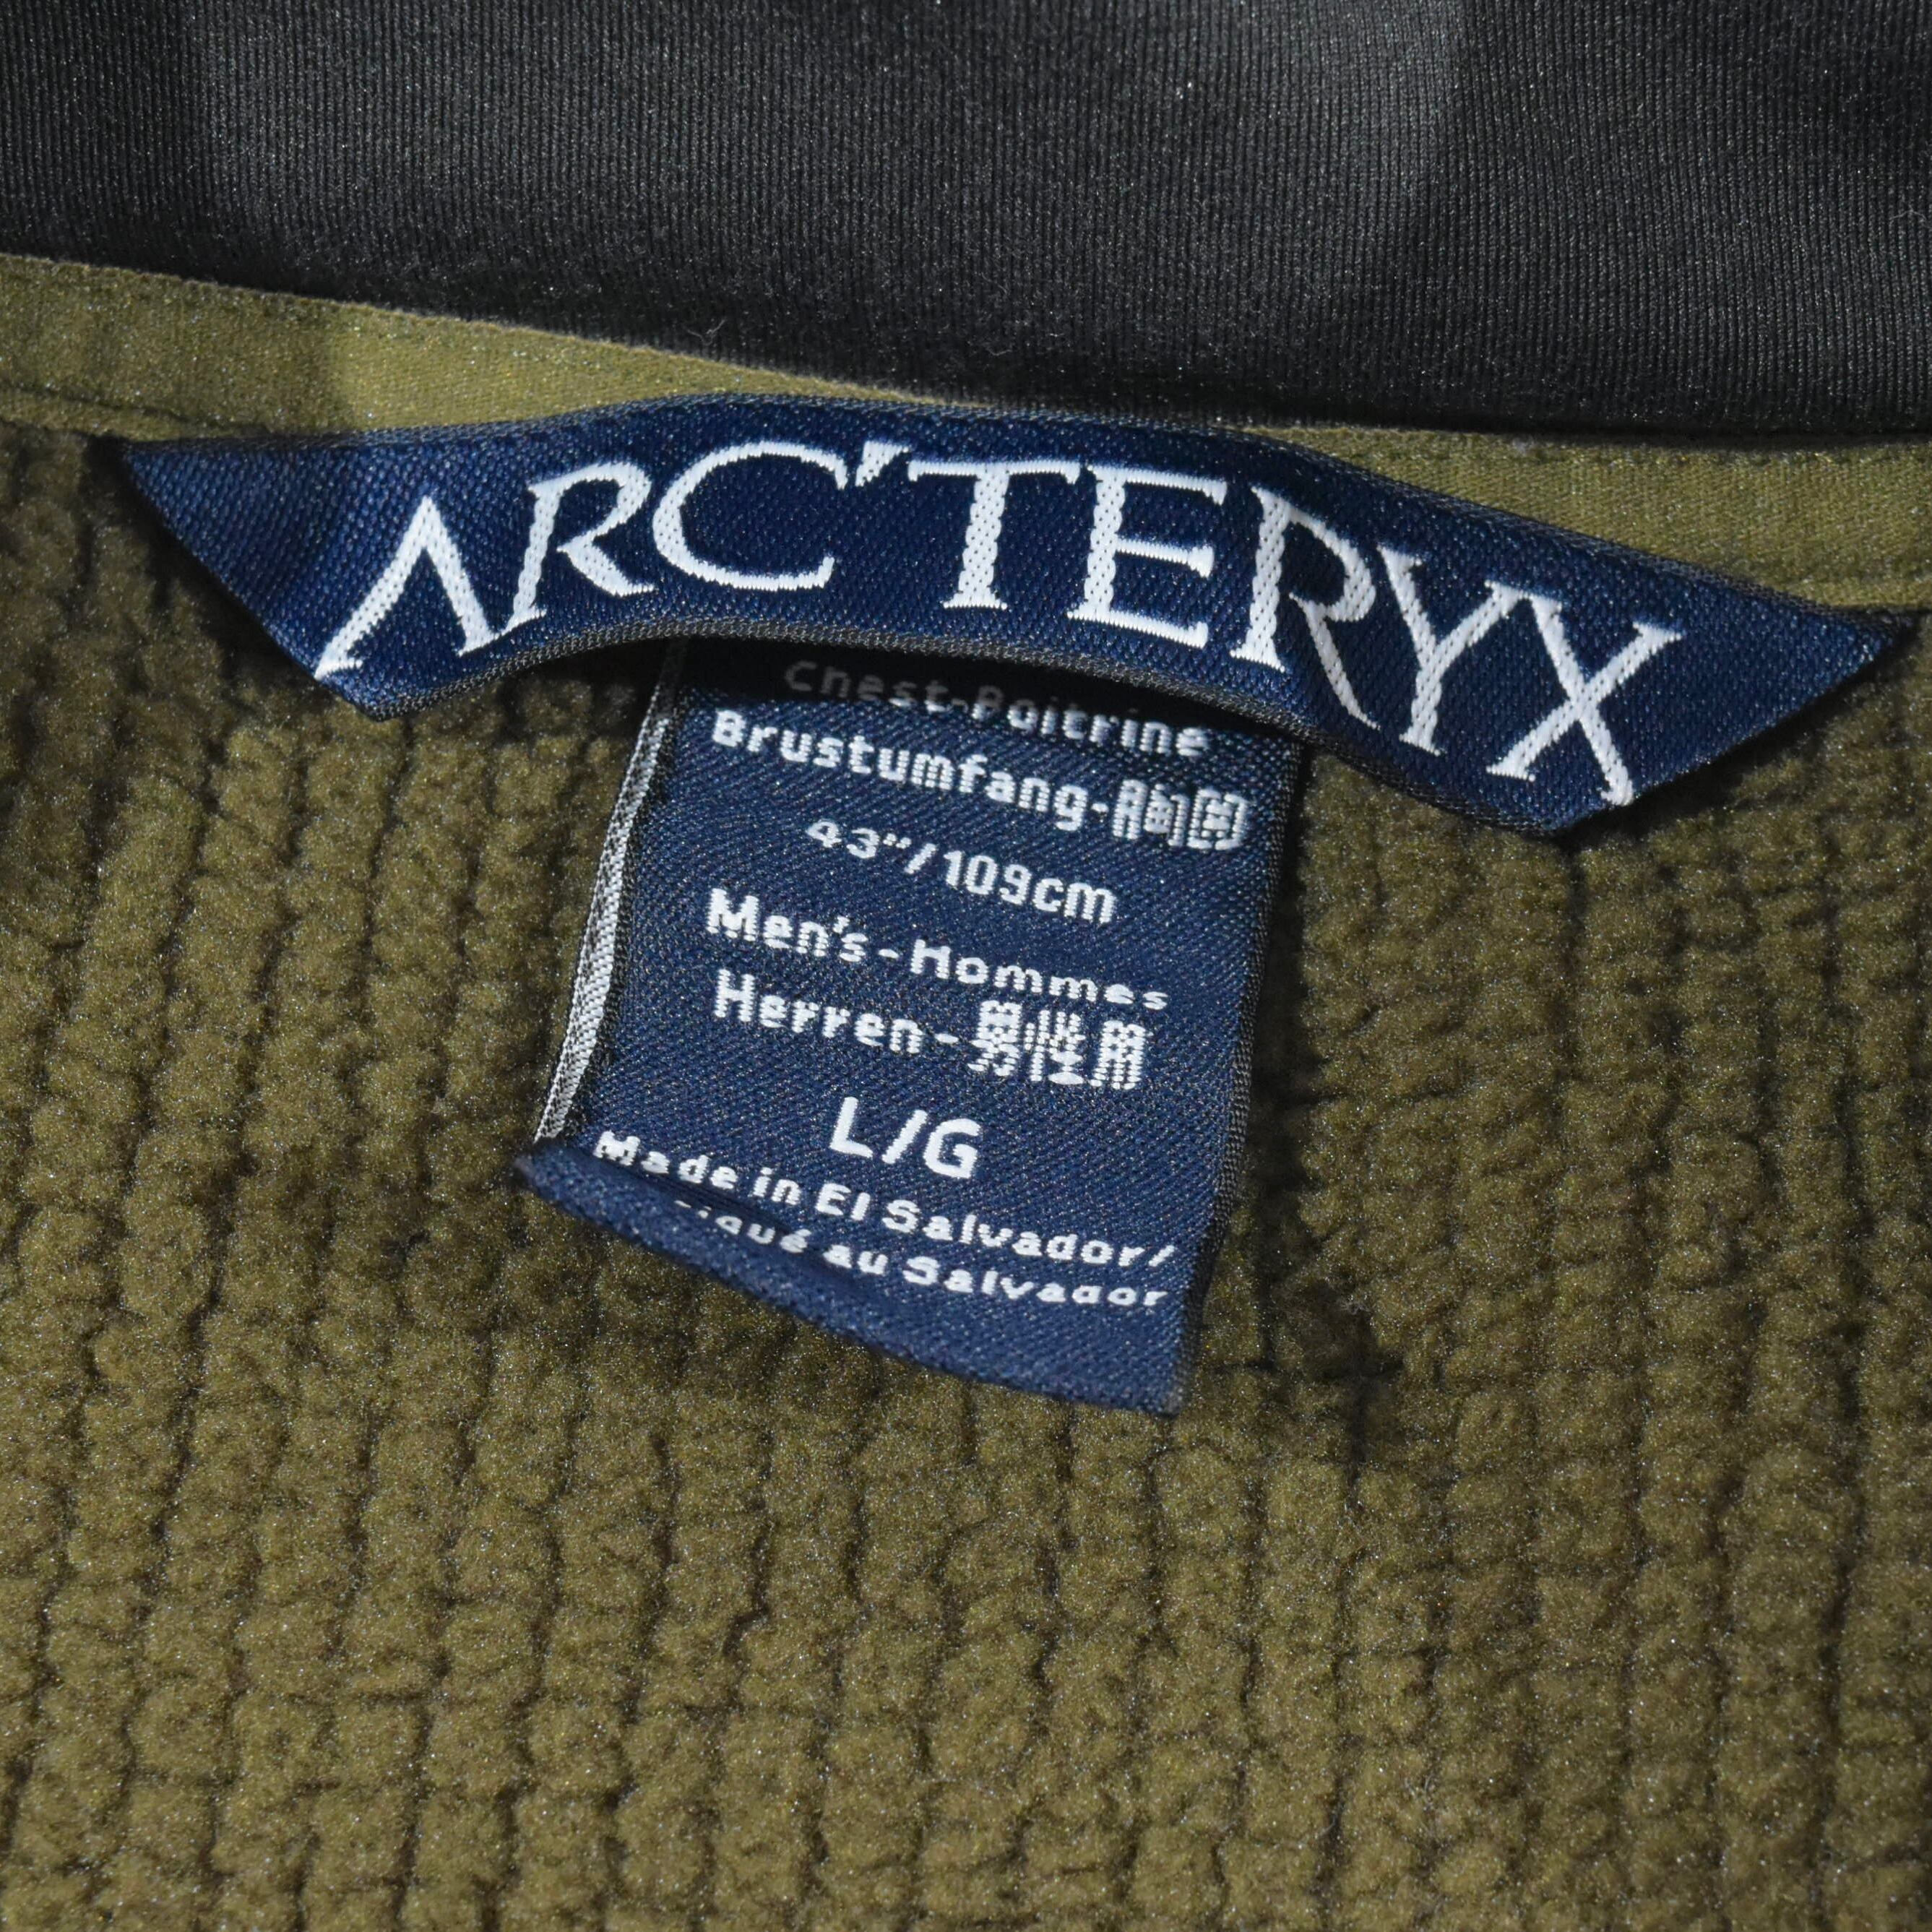 ARC'TERYX
Chest-Poitrine
Brustumfang-胸囲
43"/109cm
Men's-Hommes
Herren-男性用
L/G
Made in El Salvador/
au Salvador